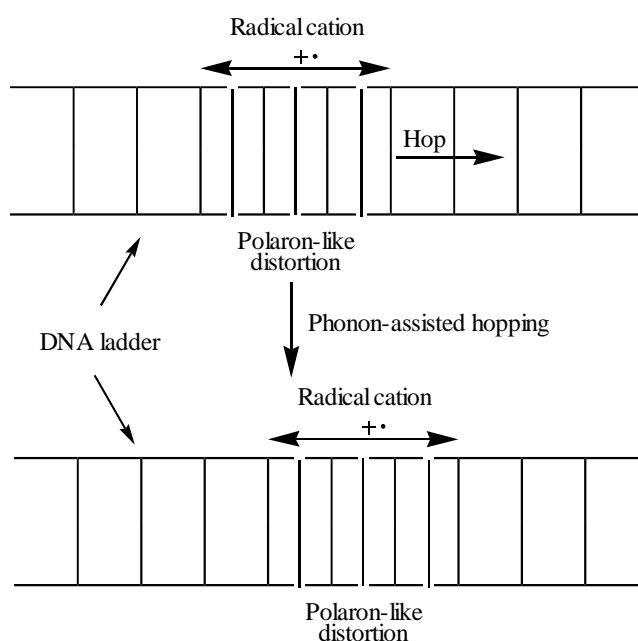 Radical cation
+•
Hop
Polaron-like
distortion
Phonon-assisted hopping
DNA ladder
Radical cation
+•
Polaron-like
distortion